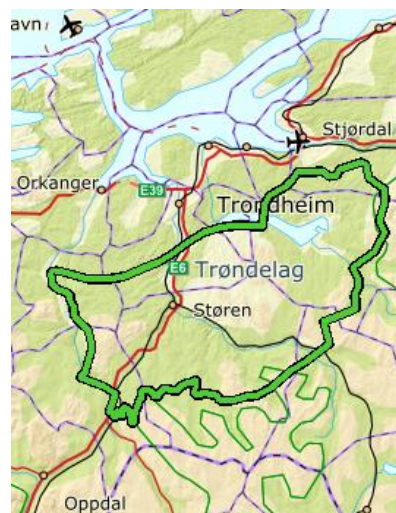 avn
Stjørdal
Orkanger
E39
Trondheim
E6
Trøndelag
Støren
Oppdal